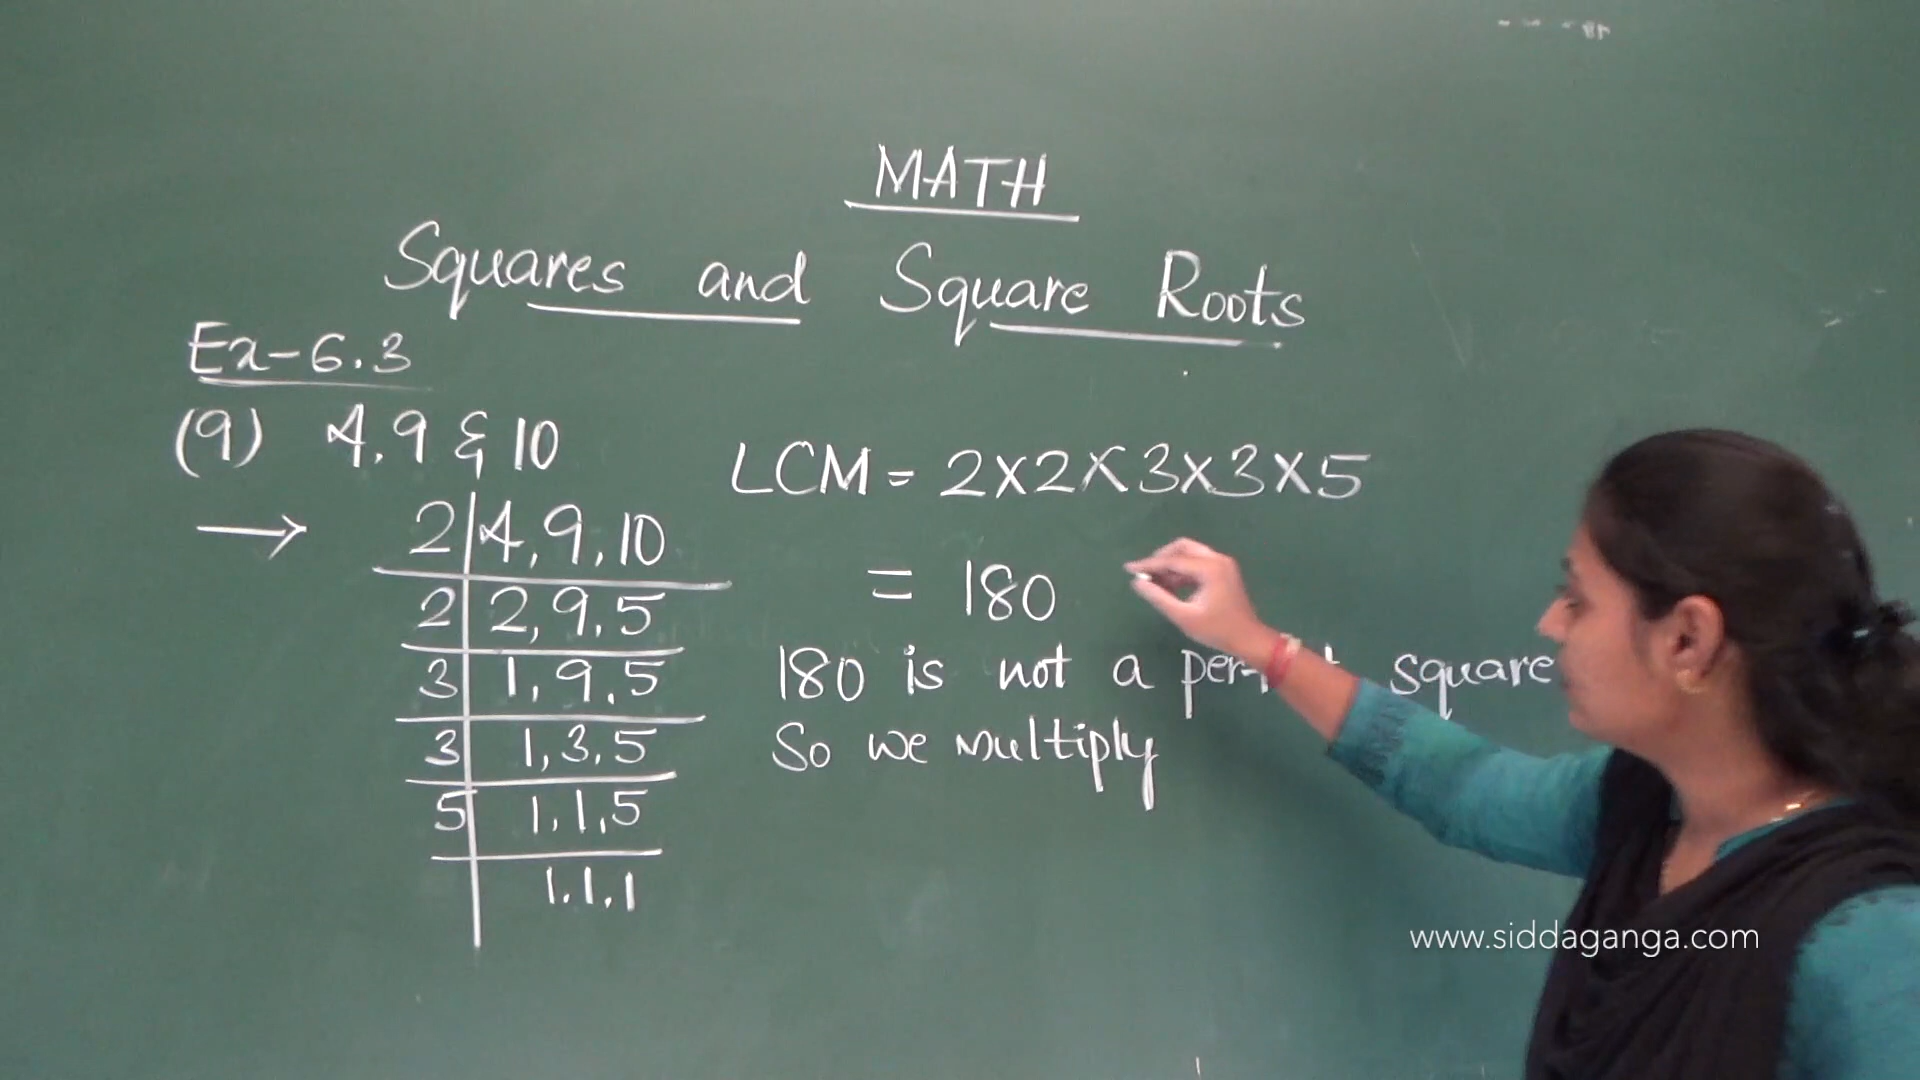 MATH
Squares and Square Roots
Ex-6.3
(9) 4,9 & 10
LCM = 2x2x3x3x5
→ 2|4,9,10
= 180
2|2,9,5
180 is not a square
3|1,9,5
So we multiply
3|1,3,5
5|1,1,5
1,1,1
www.siddaganga.com